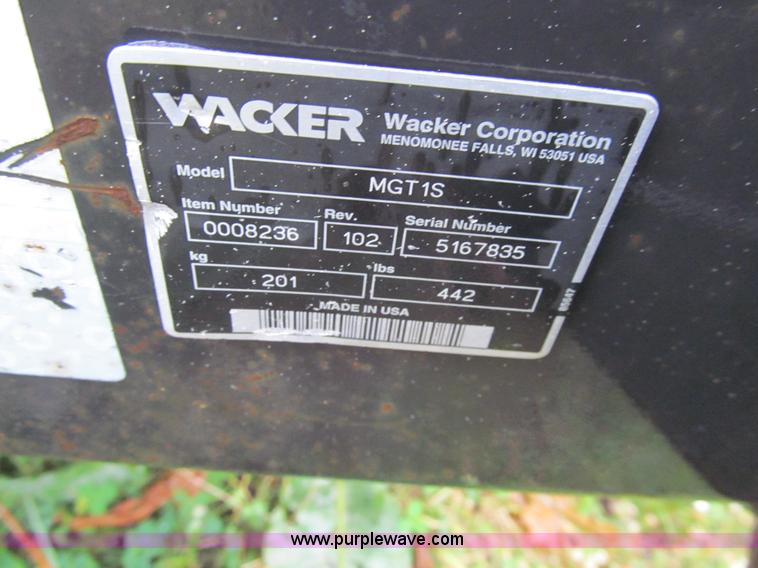 WACKER Wacker Corporation
MENOMONEE FALLS, WI 53051 USA
Model MGT1S
Item Number Rev. Serial Number
0008236 102 5167835
kg lbs
201 442
MADE IN USA
www.purplewave.com